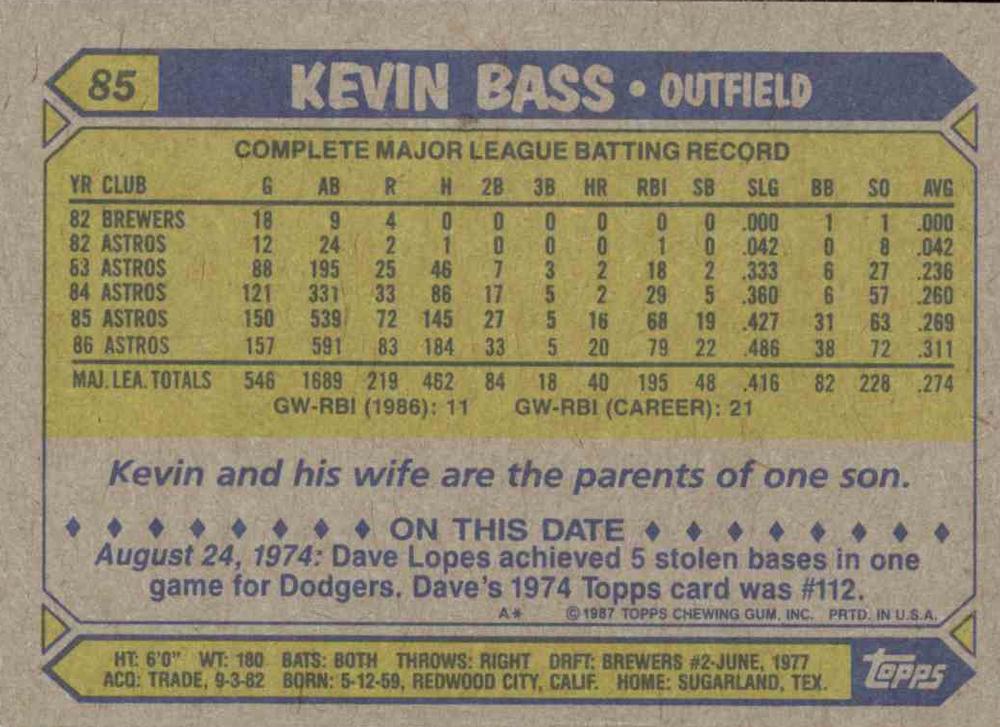 85 KEVIN BASS • OUTFIELD
COMPLETE MAJOR LEAGUE BATTING RECORD
YR CLUB G AB R H 2B 3B HR RBI SB SLG BB SO AVG
82 BREWERS 18 9 4 0 0 0 0 0 0 .000 1 1 .000
82 ASTROS 12 24 2 1 0 0 0 1 0 .042 0 8 .042
83 ASTROS 88 195 25 46 7 3 2 18 2 .333 6 27 .236
84 ASTROS 121 331 33 86 17 5 2 29 5 .360 6 57 .260
85 ASTROS 150 539 72 145 27 5 16 68 19 .427 31 63 .269
86 ASTROS 157 591 83 184 33 5 20 79 22 .486 38 72 .311
MAJ. LEA. TOTALS 546 1689 219 462 84 18 40 195 48 .416 82 228 .274
GW-RBI (1986): 11 GW-RBI (CAREER): 21
Kevin and his wife are the parents of one son.
ON THIS DATE
August 24, 1974: Dave Lopes achieved 5 stolen bases in one
game for Dodgers. Dave's 1974 Topps card was #112.
A* © 1987 TOPPS CHEWING GUM, INC. PRTD. IN U.S.A.
HT: 6'0" WT: 180 BATS: BOTH THROWS: RIGHT DRFT: BREWERS #2-JUNE, 1977
ACQ: TRADE, 9-3-82 BORN: 5-12-59, REDWOOD CITY, CALIF. HOME: SUGARLAND, TEX.
topps